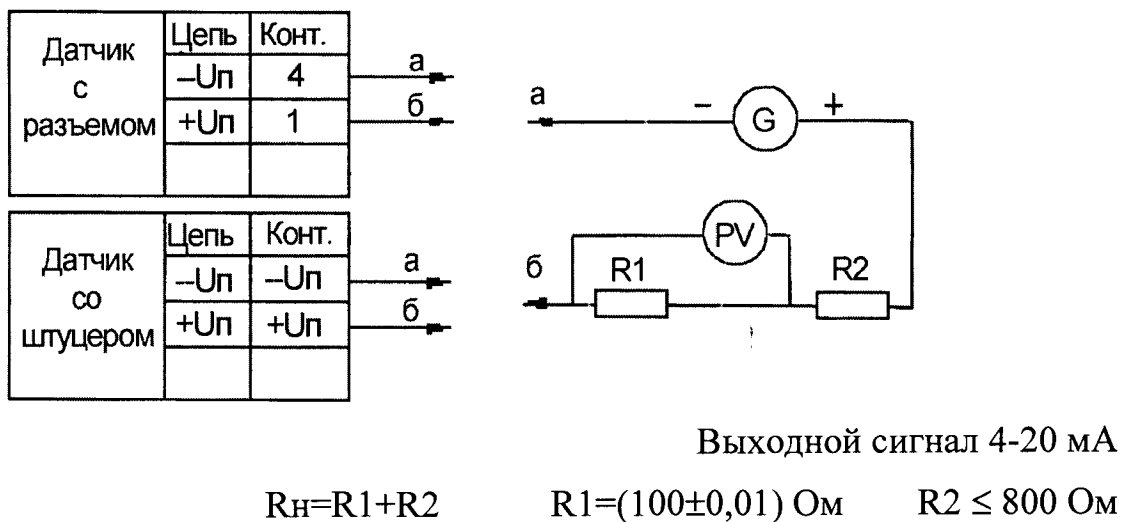 Датчик с разъемом
Цепь Конт.
–Uп 4
+Uп 1
а
б
Датчик со штуцером
Цепь Конт.
–Uп –Uп
+Uп +Uп
а
б
а
– G +
PV
б
R1 R2
Выходной сигнал 4-20 мА
Rн=R1+R2 R1=(100±0,01) Ом R2 ≤ 800 Ом